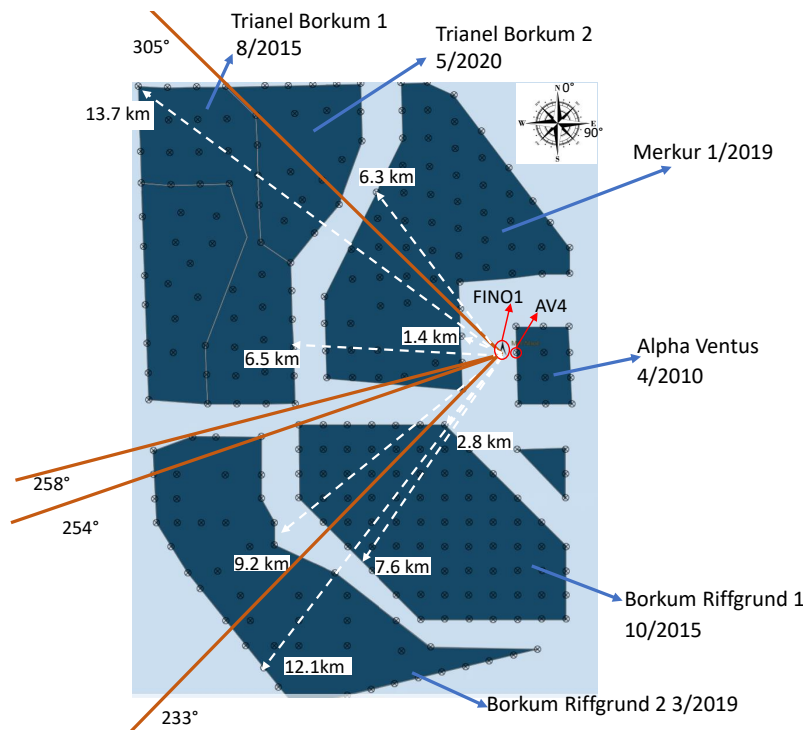 Trianel Borkum 1
8/2015
305°
Trianel Borkum 2
5/2020
N 0°
W
E
90°
S
13.7 km
Merkur 1/2019
6.3 km
FINO1
AV4
1.4 km
6.5 km
Alpha Ventus
4/2010
2.8 km
258°
254°
9.2 km
7.6 km
Borkum Riffgrund 1
10/2015
12.1km
Borkum Riffgrund 2 3/2019
233°